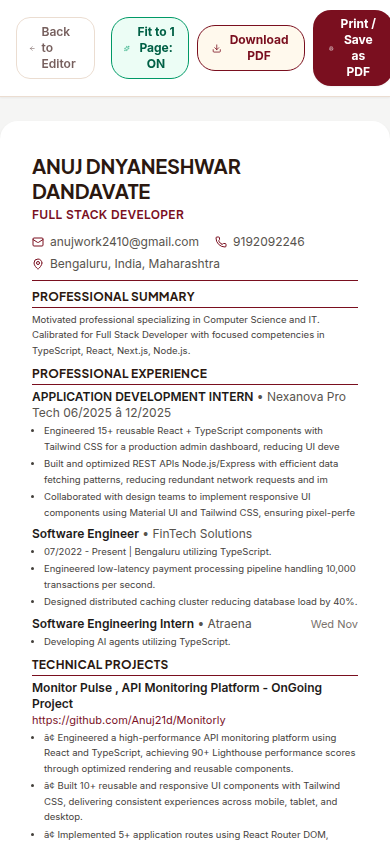 Back to Editor
Fit to 1 Page: ON
Download PDF
Print / Save as PDF
ANUJ DNYANESHWAR
DANDAVATE
FULL STACK DEVELOPER
anujwork2410@gmail.com 9192092246
Bengaluru, India, Maharashtra
PROFESSIONAL SUMMARY
Motivated professional specializing in Computer Science and IT.
Calibrated for Full Stack Developer with focused competencies in
TypeScript, React, Next.js, Node.js.
PROFESSIONAL EXPERIENCE
APPLICATION DEVELOPMENT INTERN • Nexanova Pro
Tech 06/2025 â 12/2025
• Engineered 15+ reusable React + TypeScript components with
Tailwind CSS for a production admin dashboard, reducing UI deve
• Built and optimized REST APIs Node.js/Express with efficient data
fetching patterns, reducing redundant network requests and im
• Collaborated with design teams to implement responsive UI
components using Material UI and Tailwind CSS, ensuring pixel-perfe
Software Engineer • FinTech Solutions
• 07/2022 - Present | Bengaluru utilizing TypeScript.
• Engineered low-latency payment processing pipeline handling 10,000
transactions per second.
• Designed distributed caching cluster reducing database load by 40%.
Software Engineering Intern • Atraena Wed Nov
• Developing AI agents utilizing TypeScript.
TECHNICAL PROJECTS
Monitor Pulse , API Monitoring Platform - OnGoing
Project
https://github.com/Anuj21d/Monitorly
• â¢ Engineered a high-performance API monitoring platform using
React and TypeScript, achieving 90+ Lighthouse performance scores
through optimized rendering and reusable components.
• â¢ Built 10+ reusable and responsive UI components with Tailwind
CSS, delivering consistent experiences across mobile, tablet, and
desktop.
• â¢ Implemented 5+ application routes using React Router DOM,